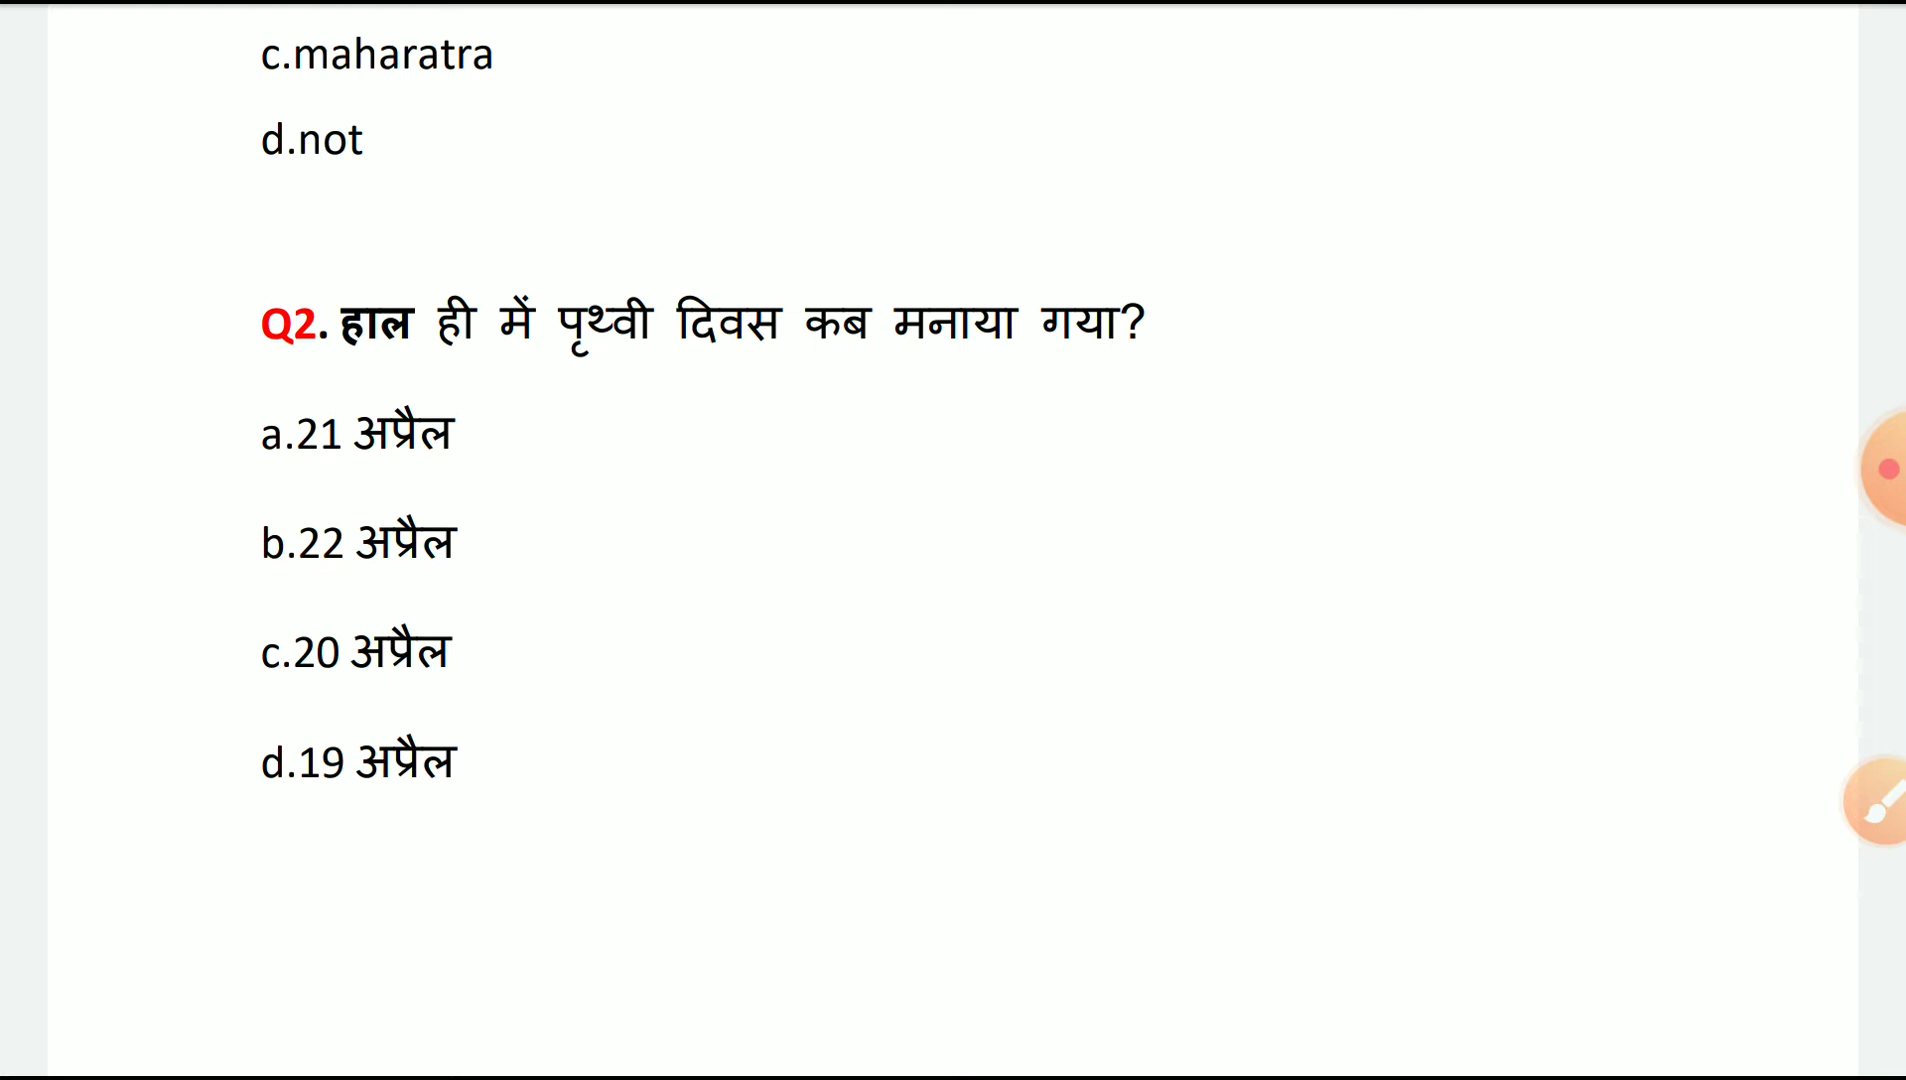 c.maharatra
d.not
Q2. हाल ही में पृथ्वी दिवस कब मनाया गया?
a.21 अप्रैल
b.22 अप्रैल
c.20 अप्रैल
d.19 अप्रैल